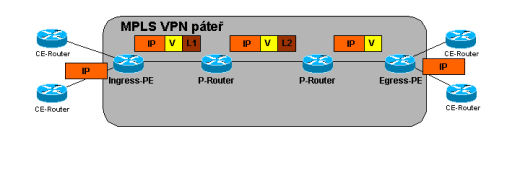 MPLS VPN páteř
IP V L1
IP V L2
IP V
CE-Router
CE-Router
IP
IP
Ingress-PE
P-Router
P-Router
Egress-PE
CE-Router
CE-Router